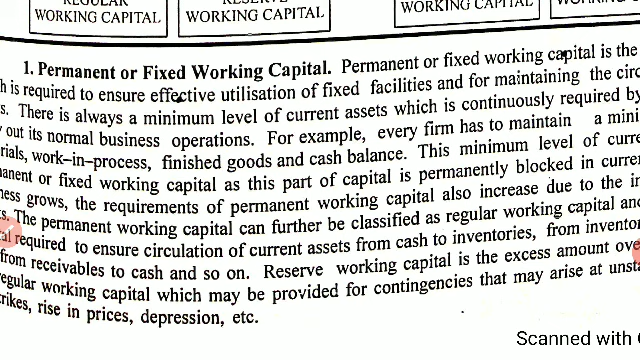 REGULAR
WORKING CAPITAL
RESERVE
WORKING CAPITAL
WORKING CAPITAL
1. Permanent or Fixed Working Capital. Permanent or fixed working capital is the
h is required to ensure effective utilisation of fixed facilities and for maintaining the circ
s. There is always a minimum level of current assets which is continuously required by
out its normal business operations. For example, every firm has to maintain a mini
rials, work–in–process, finished goods and cash balance. This minimum level of curre
anent or fixed working capital as this part of capital is permanently blocked in curren
ness grows, the requirements of permanent working capital also increase due to the in
s. The permanent working capital can further be classified as regular working capital and
al required to ensure circulation of current assets from cash to inventories, from inventor
from receivables to cash and so on. Reserve working capital is the excess amount ove
egular working capital which may be provided for contingencies that may arise at unsta
rikes, rise in prices, depression, etc.
Scanned with